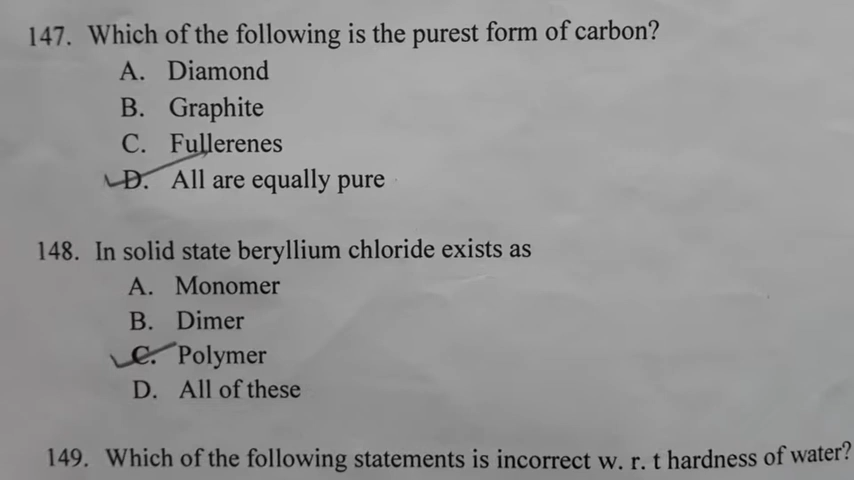 147. Which of the following is the purest form of carbon?
A. Diamond
B. Graphite
C. Fullerenes
D. All are equally pure
148. In solid state beryllium chloride exists as
A. Monomer
B. Dimer
C. Polymer
D. All of these
149. Which of the following statements is incorrect w. r. t hardness of water?